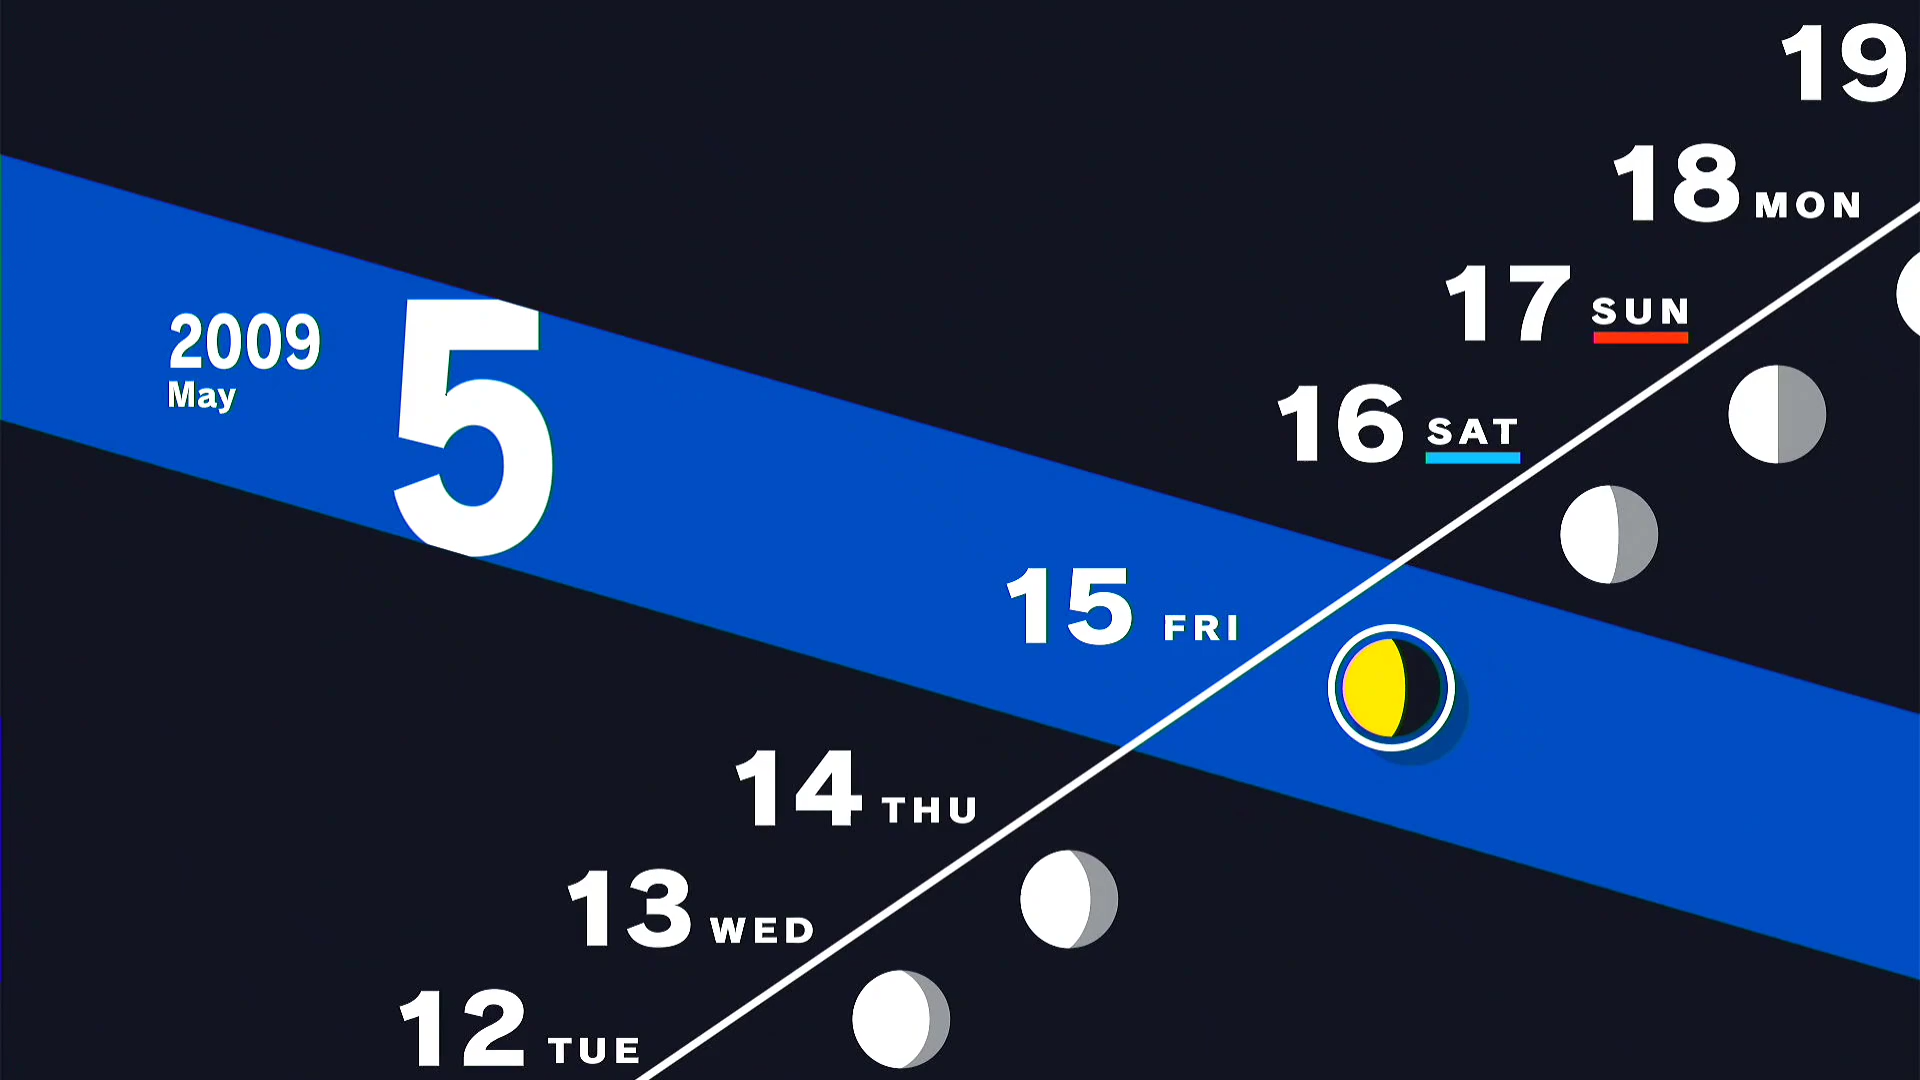 19
18 MON
17 SUN
2009
May
5
16 SAT
15 FRI
14 THU
13 WED
12 TUE